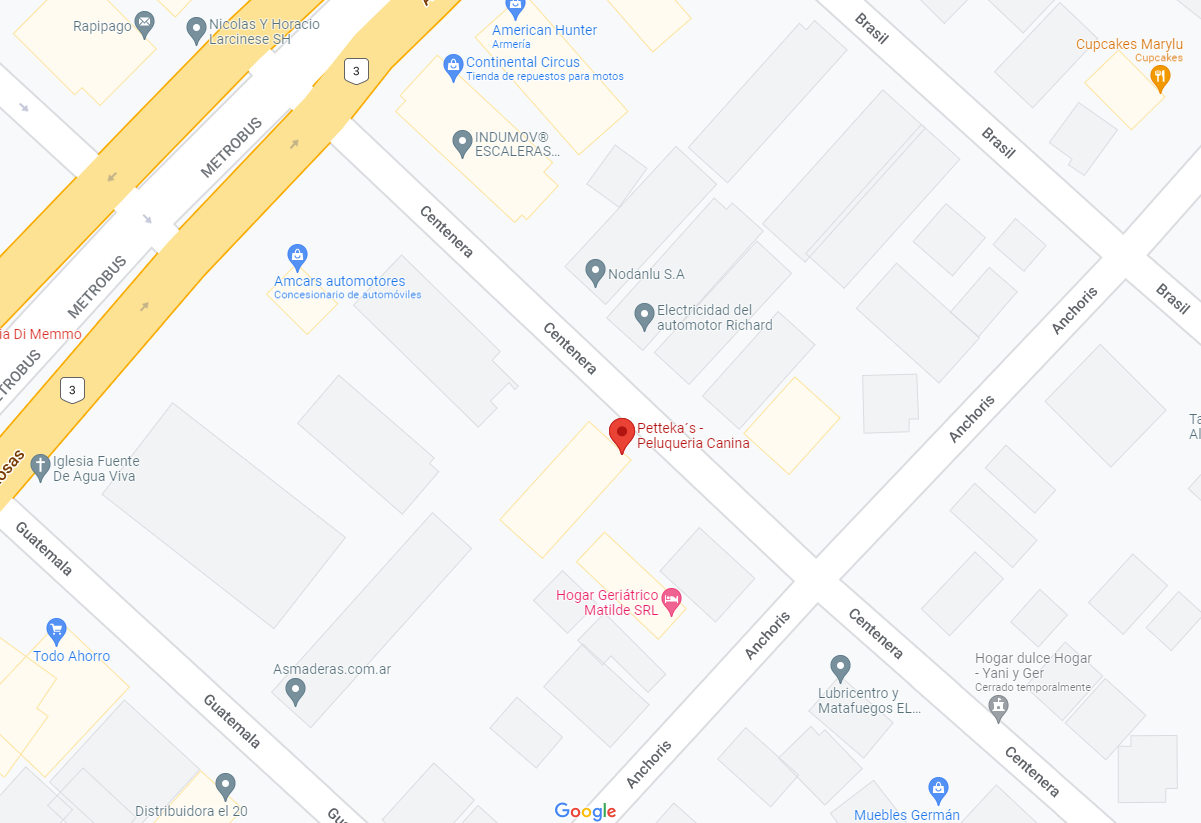 Rapipago
Nicolas Y Horacio
Larcinese SH
American Hunter
Armería
Continental Circus
Tienda de repuestos para motos
3
Brasil
Cupcakes Marylu
Cupcakes
METROBUS
INDUMOV®
ESCALERAS...
Brasil
Centenera
METROBUS
Amcars automotores
Concesionario de automóviles
Nodanlu S.A
Electricidad del
automotor Richard
Anchoris
Brasil
ia Di Memmo
TROBUS
3
Centenera
Anchoris
Petteka´s -
Peluqueria Canina
osas
Iglesia Fuente
De Agua Viva
Guatemala
Hogar Geriátrico
Matilde SRL
Anchoris
Centenera
Todo Ahorro
Asmaderas.com.ar
Hogar dulce Hogar
- Yani y Ger
Cerrado temporalmente
Lubricentro y
Matafuegos EL...
Guatemala
Anchoris
Centenera
Distribuidora el 20
Gu
Google
Muebles Germán
Ta
Al